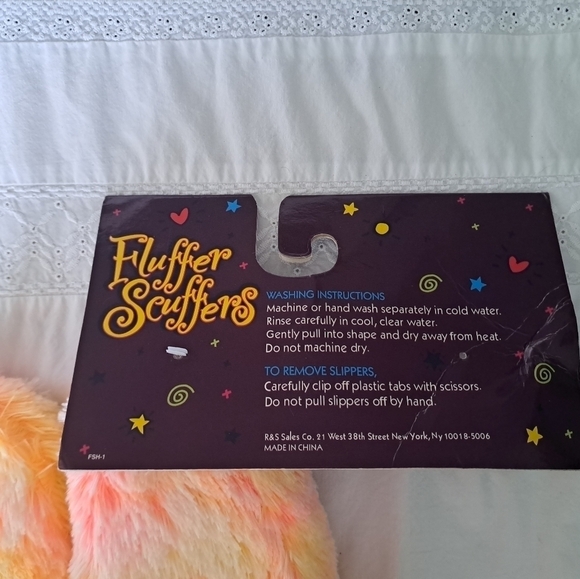 Fluffer
Scuffers
WASHING INSTRUCTIONS
Machine or hand wash separately in cold water.
Rinse carefully in cool, clear water.
Gently pull into shape and dry away from heat.
Do not machine dry.
TO REMOVE SLIPPERS,
Carefully clip off plastic tabs with scissors.
Do not pull slippers off by hand.
R&S Sales Co. 21 West 38th Street New York, Ny 10018-5006
MADE IN CHINA
FSH-1